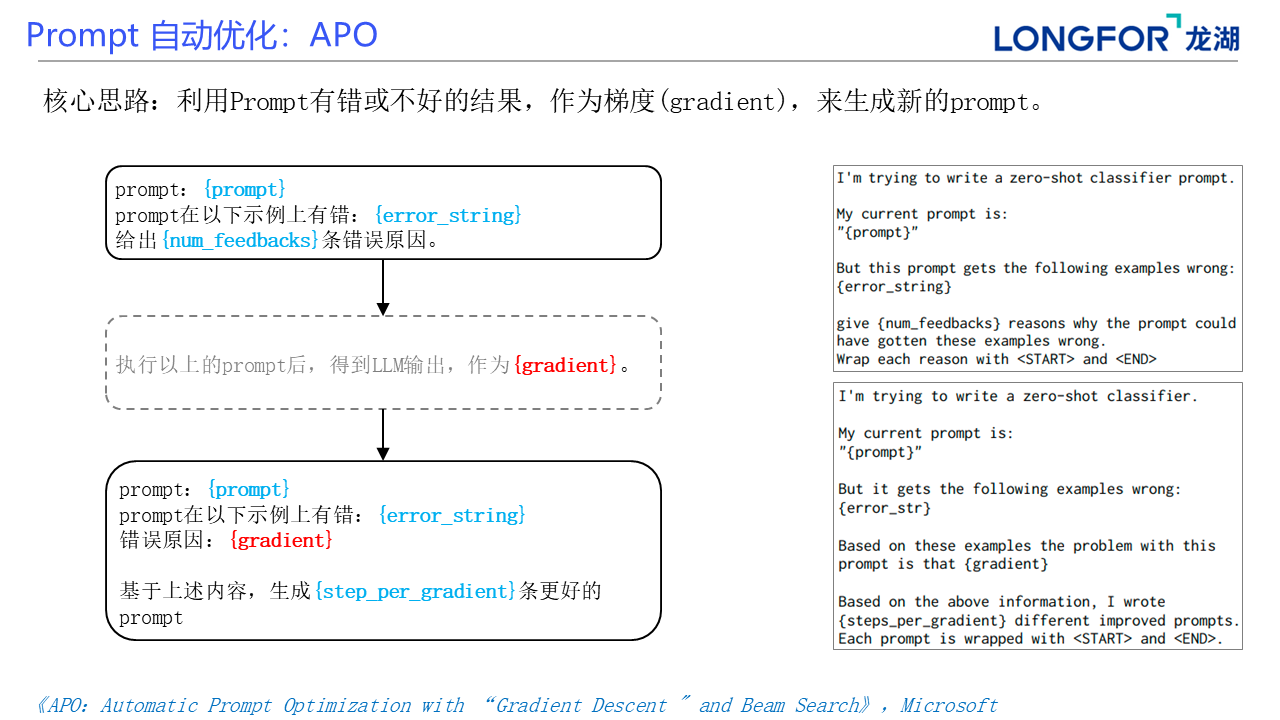 Prompt 自动优化：APO
LONGFOR 龙湖
核心思路：利用Prompt有错或不好的结果，作为梯度(gradient)，来生成新的prompt。
prompt：{prompt}
prompt在以下示例上有错：{error_string}
给出{num_feedbacks}条错误原因。
执行以上的prompt后，得到LLM输出，作为{gradient}。
prompt：{prompt}
prompt在以下示例上有错：{error_string}
错误原因：{gradient}
基于上述内容，生成{step_per_gradient}条更好的
prompt
I'm trying to write a zero-shot classifier prompt.
My current prompt is:
"{prompt}"
But this prompt gets the following examples wrong:
{error_string}
give {num_feedbacks} reasons why the prompt could
have gotten these examples wrong.
Wrap each reason with <START> and <END>
I'm trying to write a zero-shot classifier.
My current prompt is:
"{prompt}"
But it gets the following examples wrong:
{error_str}
Based on these examples the problem with this
prompt is that {gradient}
Based on the above information, I wrote
{steps_per_gradient} different improved prompts.
Each prompt is wrapped with <START> and <END>.
《APO：Automatic Prompt Optimization with “Gradient Descent ” and Beam Search》，Microsoft